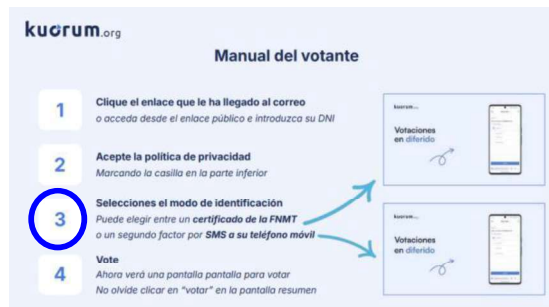 kuorum.org
Manual del votante
1
Clique el enlace que le ha llegado al correo
o acceda desde el enlace público e introduzca su DNI
2
Acepte la política de privacidad
Marcando la casilla en la parte inferior
3
Selecciones el modo de identificación
Puede elegir entre un certificado de la FNMT
o un segundo factor por SMS a su teléfono móvil
4
Vote
Ahora verá una pantalla pantalla para votar
No olvide clicar en "votar" en la pantalla resumen
kuorum
Votaciones
en diferido
kuorum
Votaciones
en diferido